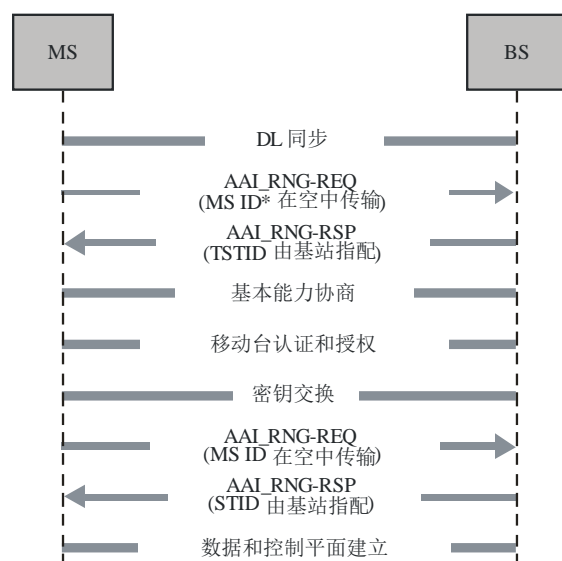 MS
BS
DL 同步
AAI_RNG-REQ
(MS ID* 在空中传输)
AAI_RNG-RSP
(TSTID 由基站指配)
基本能力协商
移动台认证和授权
密钥交换
AAI_RNG-REQ
(MS ID 在空中传输)
AAI_RNG-RSP
(STID 由基站指配)
数据和控制平面建立